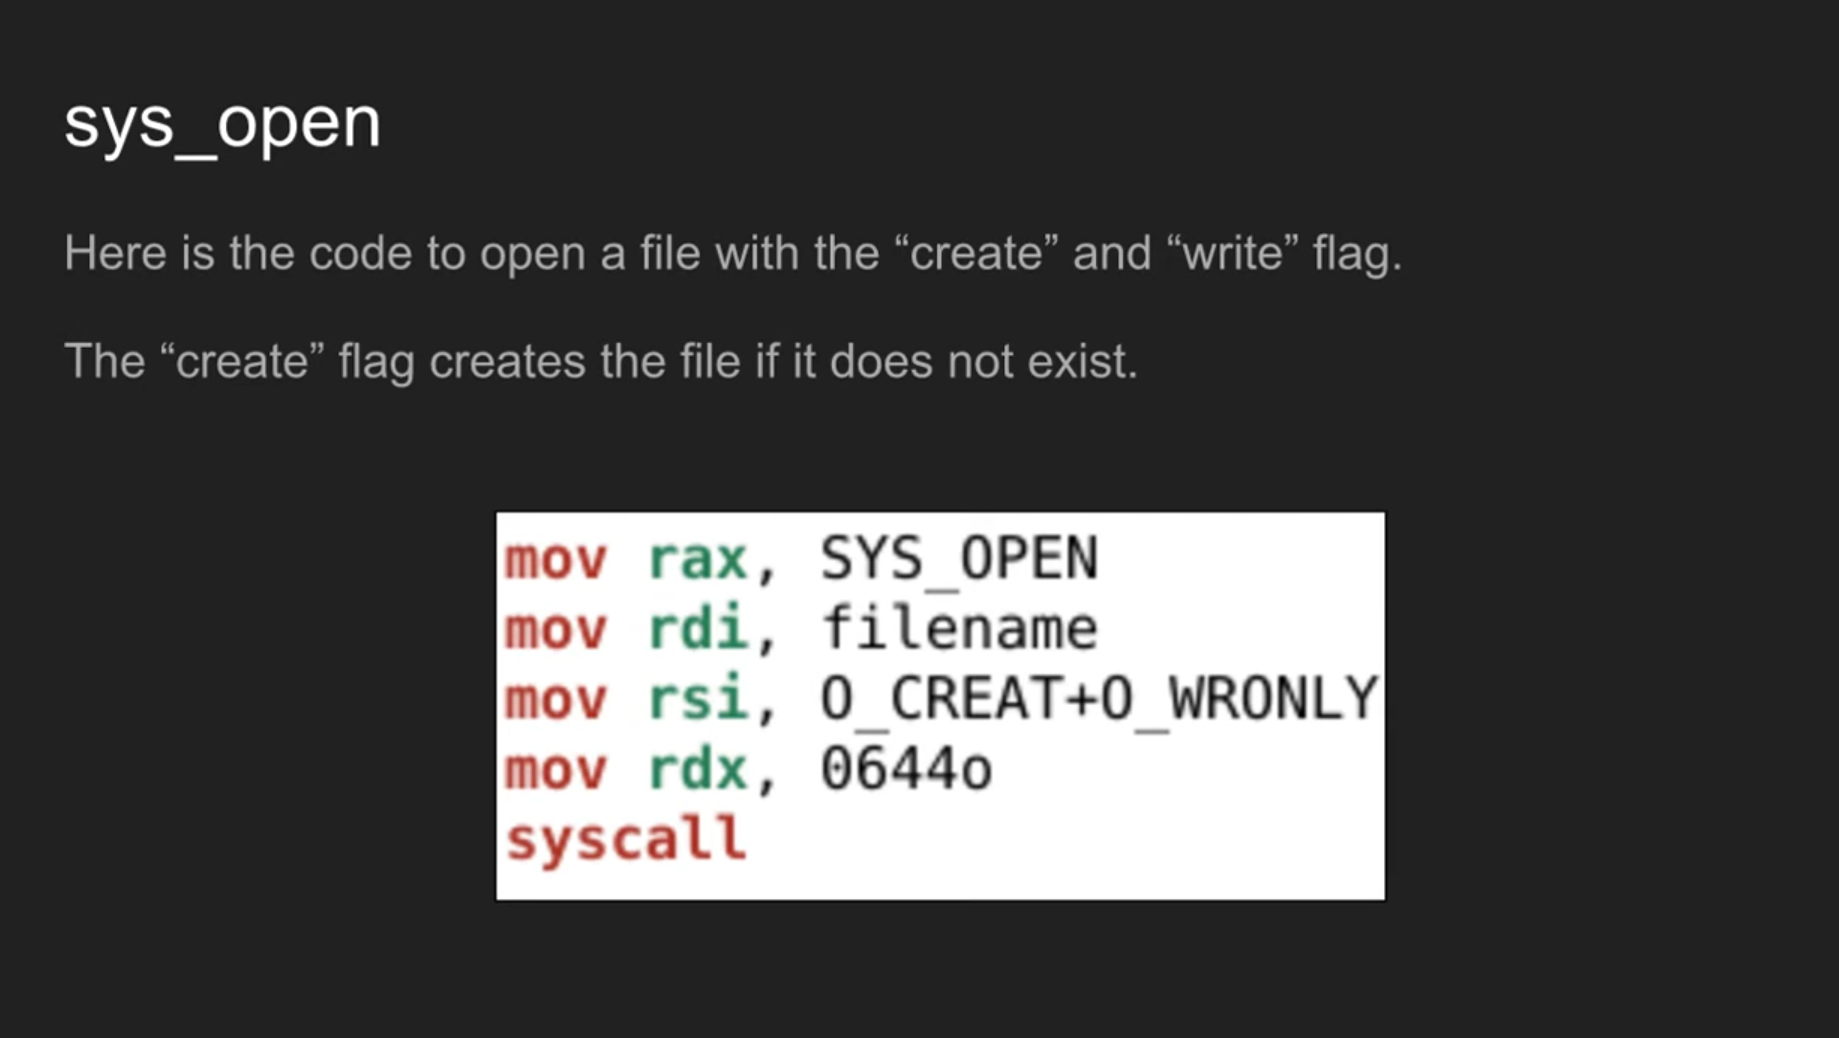 sys_open
Here is the code to open a file with the “create” and “write” flag.
The “create” flag creates the file if it does not exist.
mov rax, SYS_OPEN
mov rdi, filename
mov rsi, O_CREAT+O_WRONLY
mov rdx, 0644o
syscall